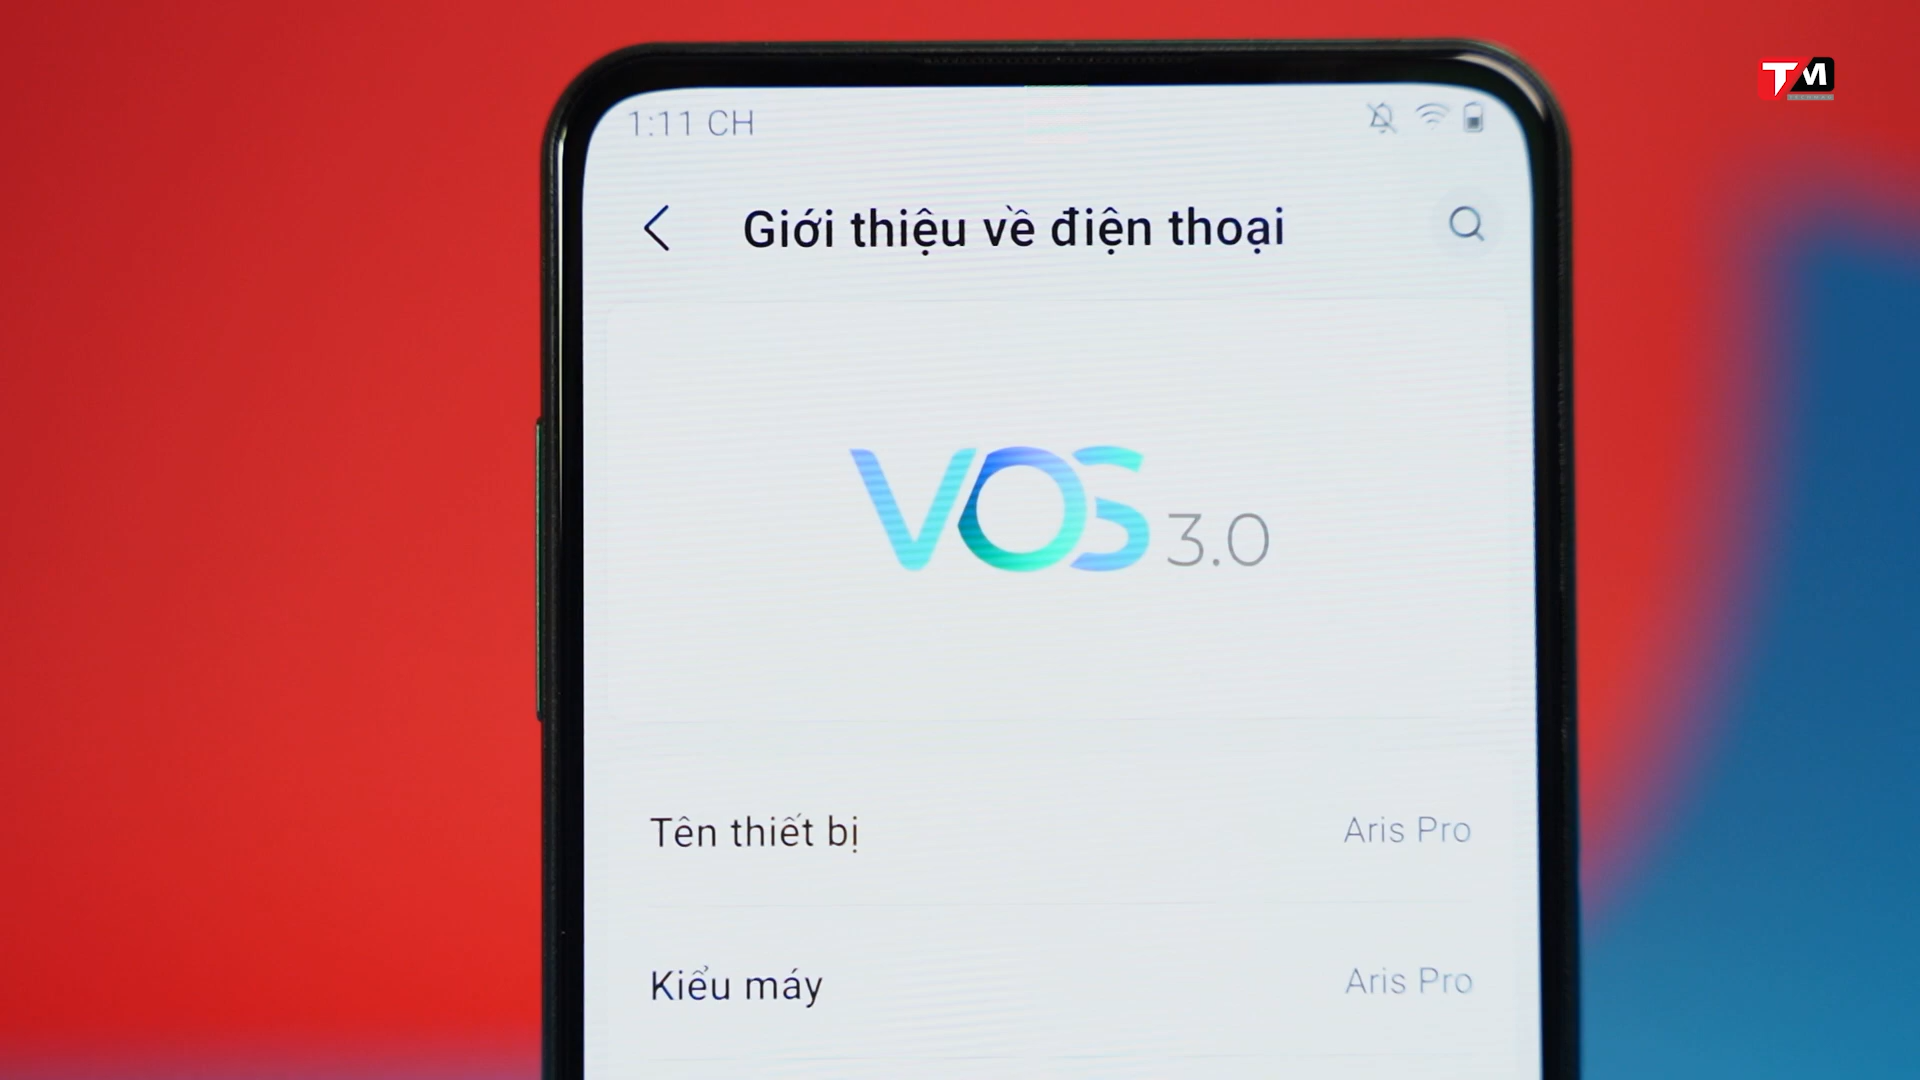 TM
1:11 CH
Giới thiệu về điện thoại
VOS 3.0
Tên thiết bị
Aris Pro
Kiểu máy
Aris Pro